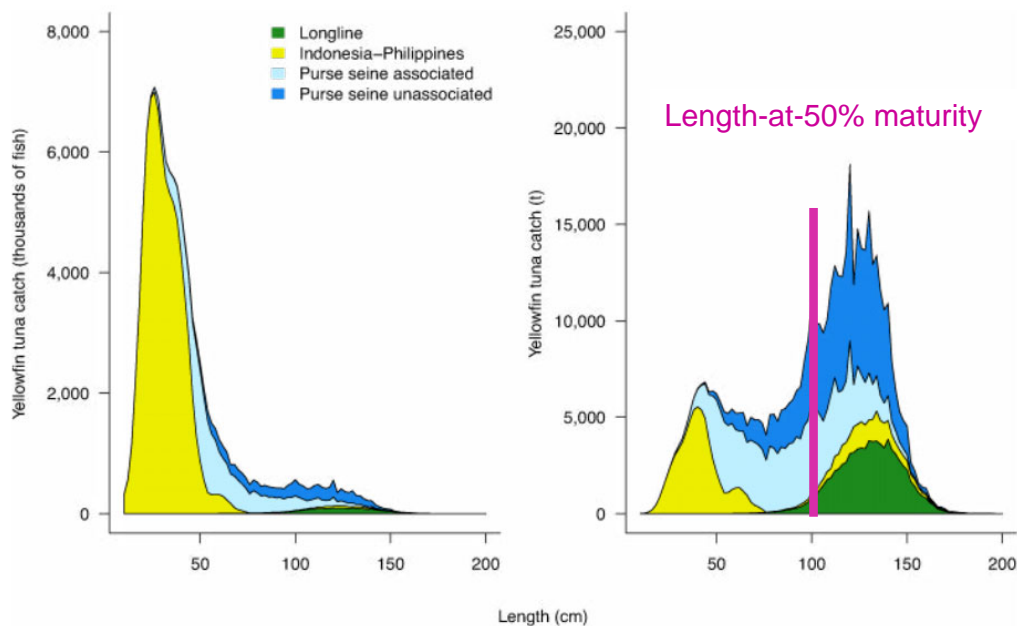 Yellowfin tuna catch (thousands of fish)
8,000
6,000
4,000
2,000
0
50
100
150
200
Longline
Indonesia−Philippines
Purse seine associated
Purse seine unassociated
Yellowfin tuna catch (t)
25,000
20,000
15,000
10,000
5,000
0
50
100
150
200
Length-at-50% maturity
Length (cm)